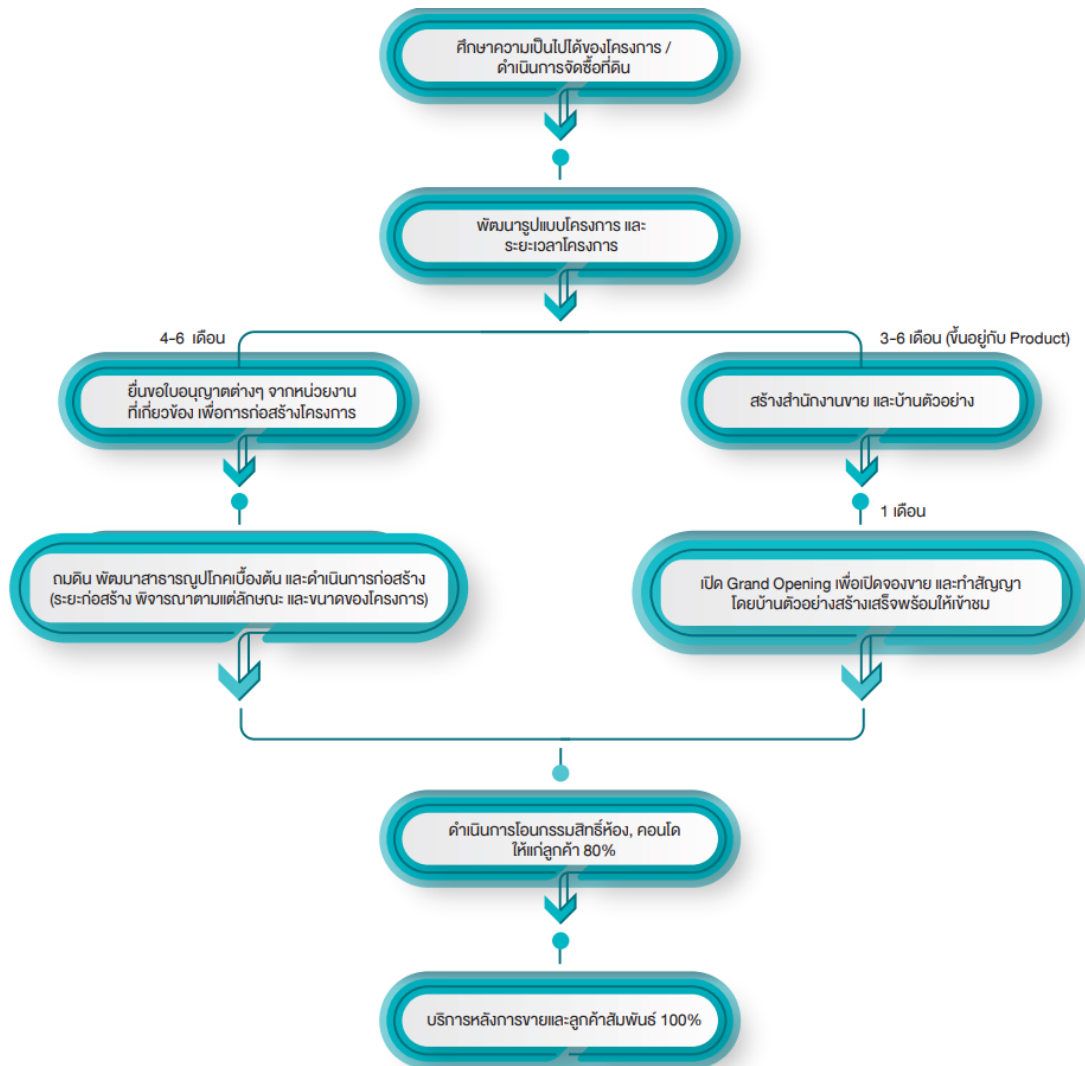 ศึกษาความเป็นไปได้ของโครงการ /
ดำเนินการจัดซื้อที่ดิน
พัฒนารูปแบบโครงการ และ
ระยะเวลาโครงการ
4-6 เดือน
3-6 เดือน (ขึ้นอยู่กับ Product)
ยื่นขอใบอนุญาตต่างๆ จากหน่วยงาน
ที่เกี่ยวข้อง เพื่อการก่อสร้างโครงการ
สร้างสำนักงานขาย และบ้านตัวอย่าง
1 เดือน
ถมดิน พัฒนาสาธารณูปโภคเบื้องต้น และดำเนินการก่อสร้าง
(ระยะก่อสร้าง พิจารณาตามแต่ลักษณะ และขนาดของโครงการ)
เปิด Grand Opening เพื่อเปิดจองขาย และทำสัญญา
โดยบ้านตัวอย่างสร้างเสร็จพร้อมให้เข้าชม
ดำเนินการโอนกรรมสิทธิ์ห้อง, คอนโด
ให้แก่ลูกค้า 80%
บริการหลังการขายและลูกค้าสัมพันธ์ 100%